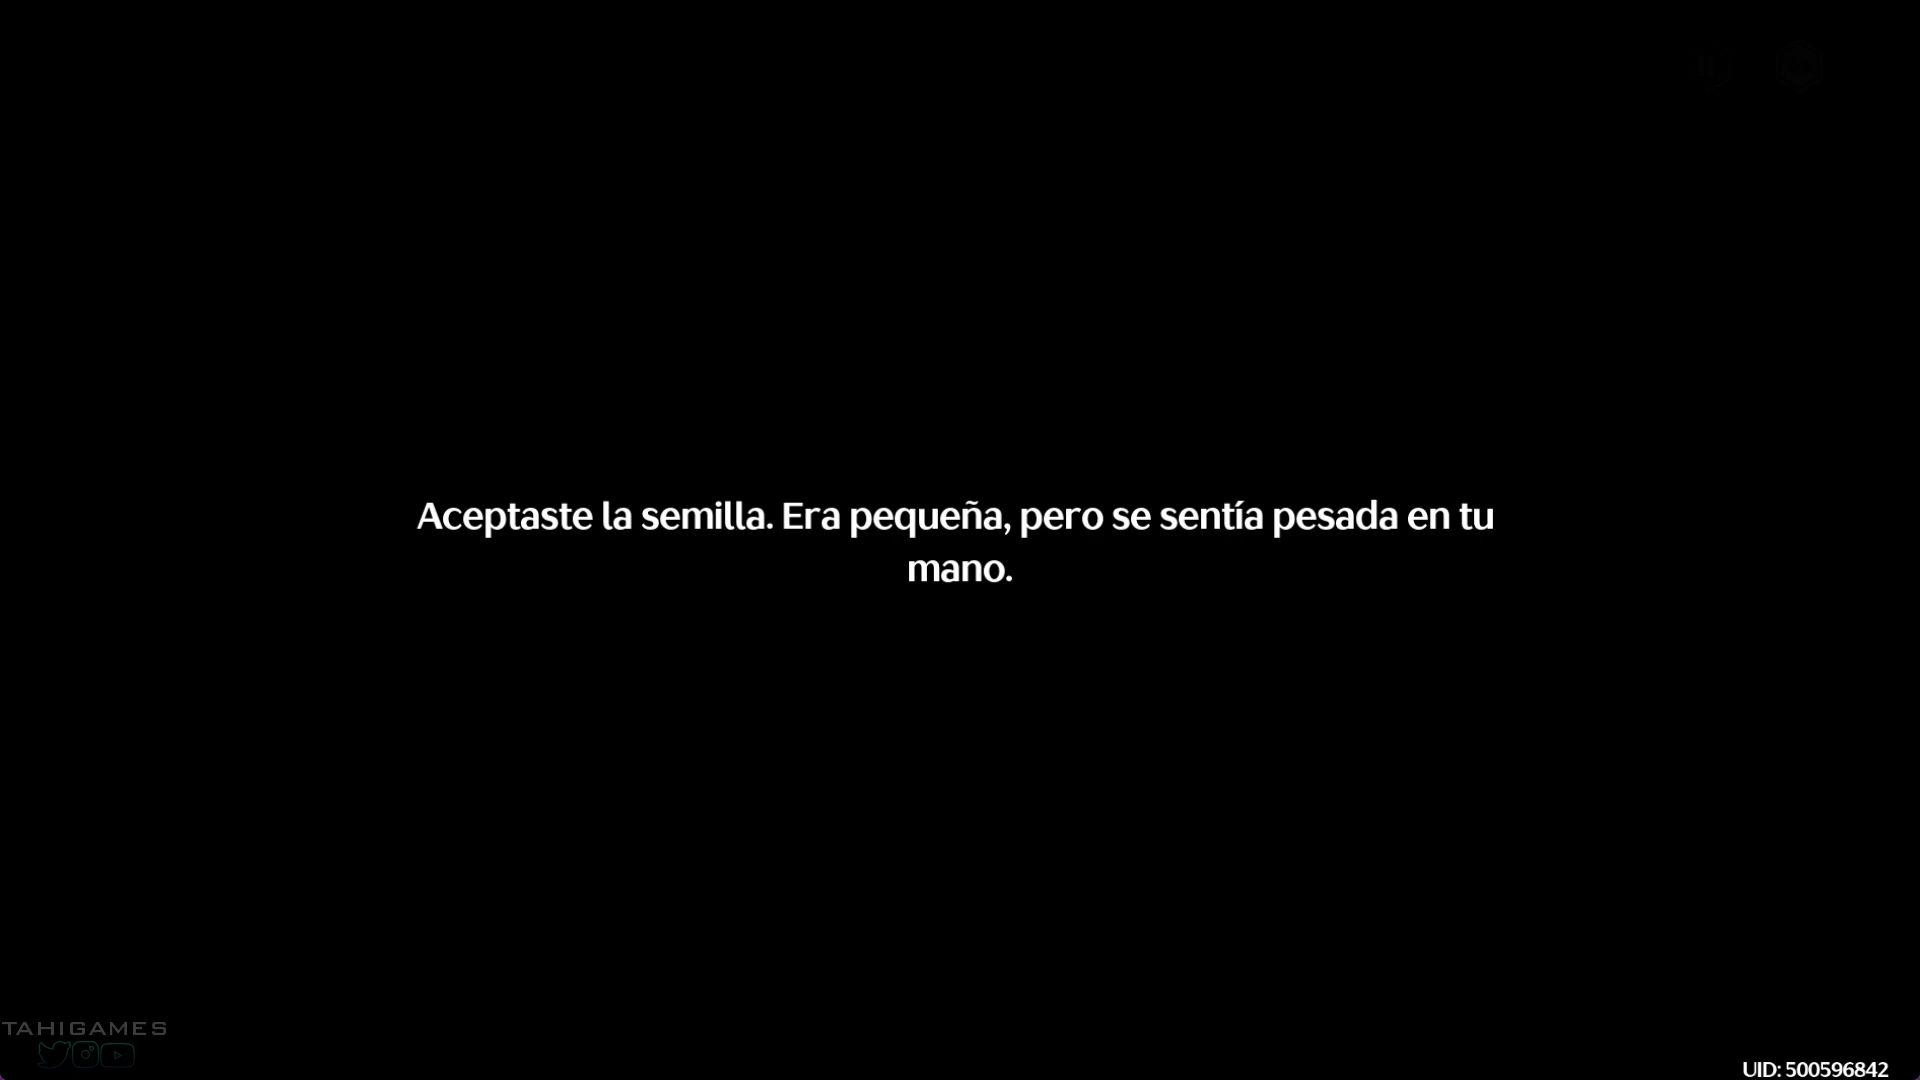 Aceptaste la semilla. Era pequeña, pero se sentía pesada en tu
mano.
TAHIGAMES
UID: 500596842